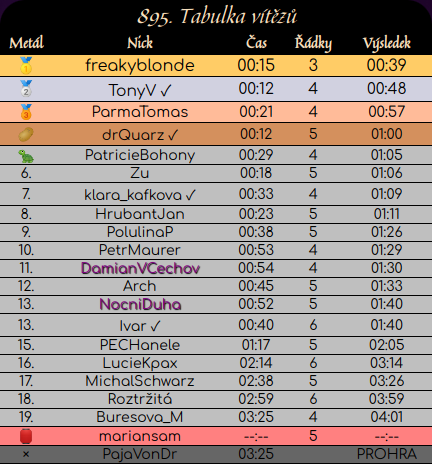 895. Tabulka vítězů
Metál Nick Čas Řádky Výsledek
🥇 freakyblonde 00:15 3 00:39
🥈 TonyV ✓ 00:12 4 00:48
🥉 ParmaTomas 00:21 4 00:57
🥔 drQuarz ✓ 00:12 5 01:00
🐛 PatricieBohony 00:29 4 01:05
6. Zu 00:18 5 01:06
7. klara_kafkova ✓ 00:33 4 01:09
8. HrubantJan 00:23 5 01:11
9. PolulinaP 00:38 5 01:26
10. PetrMaurer 00:53 4 01:29
11. DamianVCechov 00:54 4 01:30
12. Arch 00:45 5 01:33
13. NocniDuha 00:52 5 01:40
13. Ivar ✓ 00:40 6 01:40
15. PECHanele 01:17 5 02:05
16. LucieKpax 02:14 6 03:14
17. MichalSchwarz 02:38 5 03:26
18. Roztržitá 02:59 6 03:59
19. Buresova_M 03:25 4 04:01
mariansam --:-- 5 --:--
× PajaVonDr 03:25 PROHRA